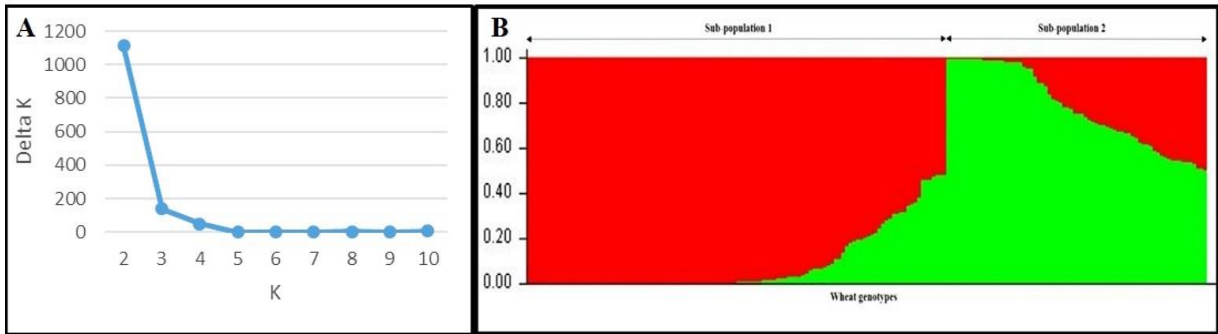 A
1200
1000
800
600
400
200
0
Delta K
2 3 4 5 6 7 8 9 10
K
B
Sub-population 1 Sub-population 2
1.00
0.80
0.60
0.40
0.20
0.00
Wheat genotypes